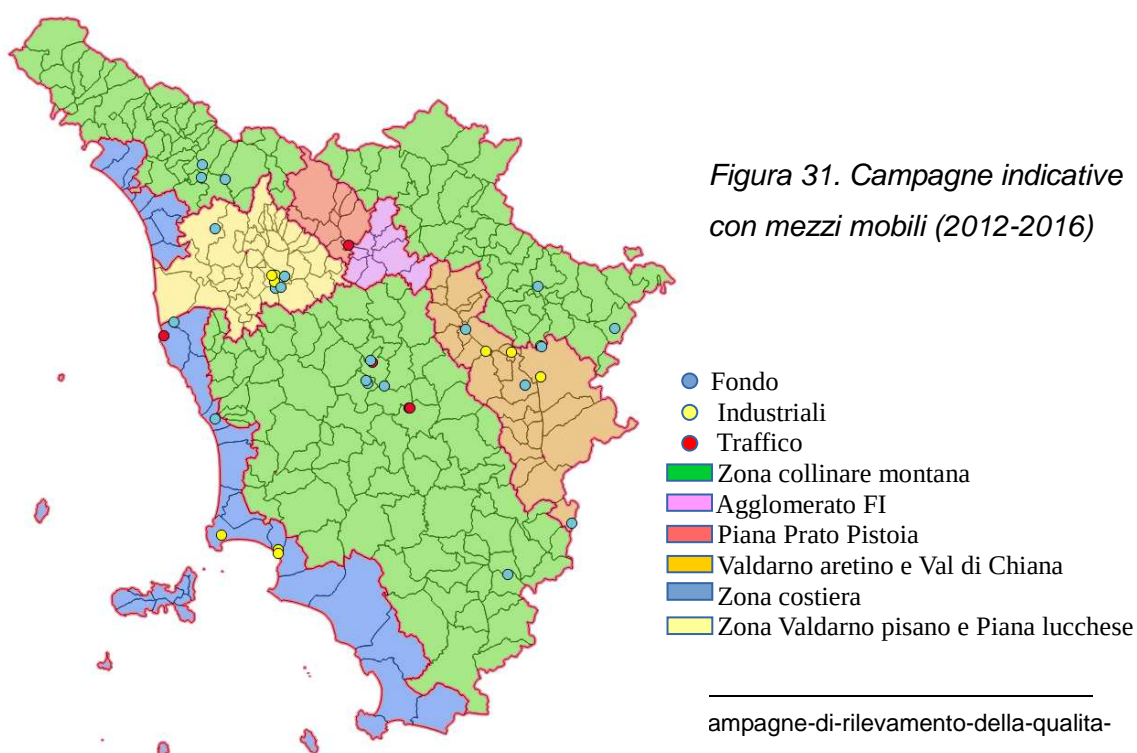 Figura 31. Campagne indicative
con mezzi mobili (2012-2016)
Fondo
Industriali
Traffico
Zona collinare montana
Agglomerato FI
Piana Prato Pistoia
Valdarno aretino e Val di Chiana
Zona costiera
Zona Valdarno pisano e Piana lucchese
ampagne-di-rilevamento-della-qualita-